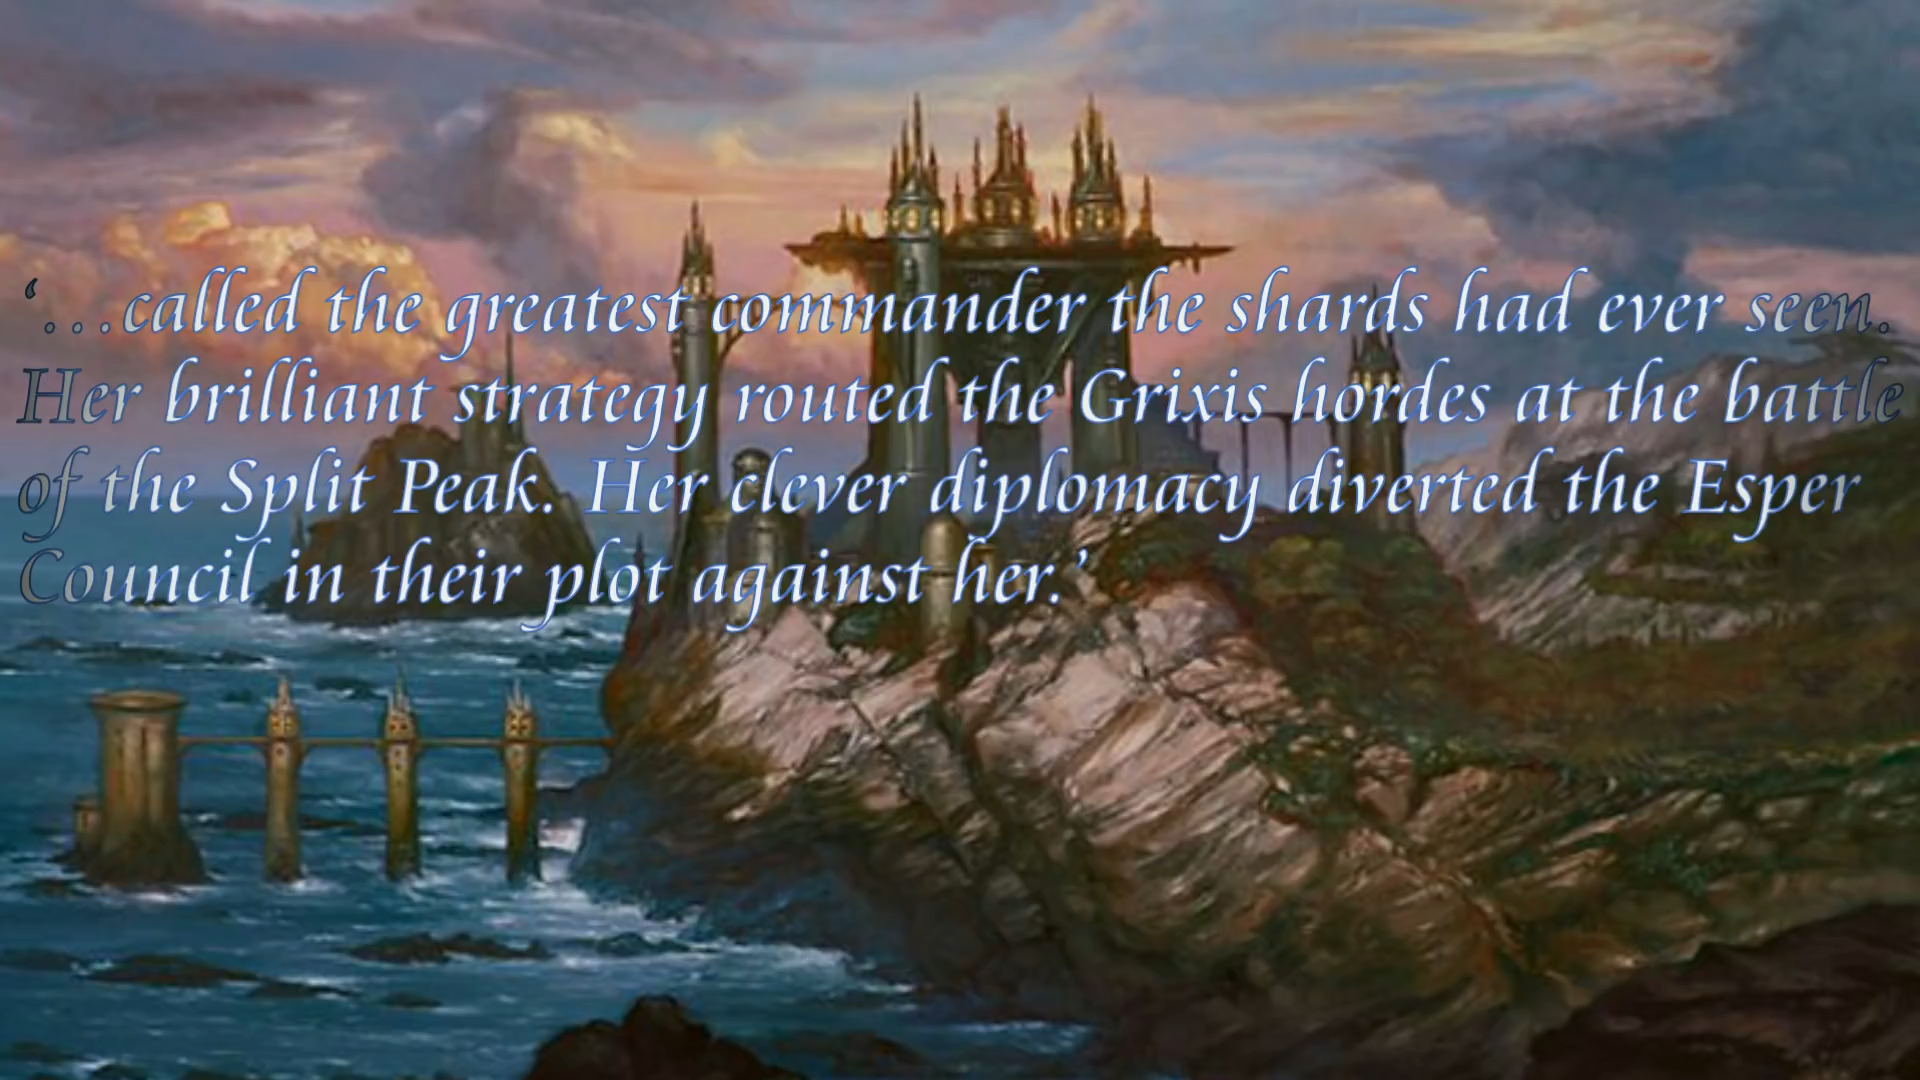 ‘…called the greatest commander the shards had ever seen.
Her brilliant strategy routed the Grixis hordes at the battle
of the Split Peak. Her clever diplomacy diverted the Esper
Council in their plot against her.’